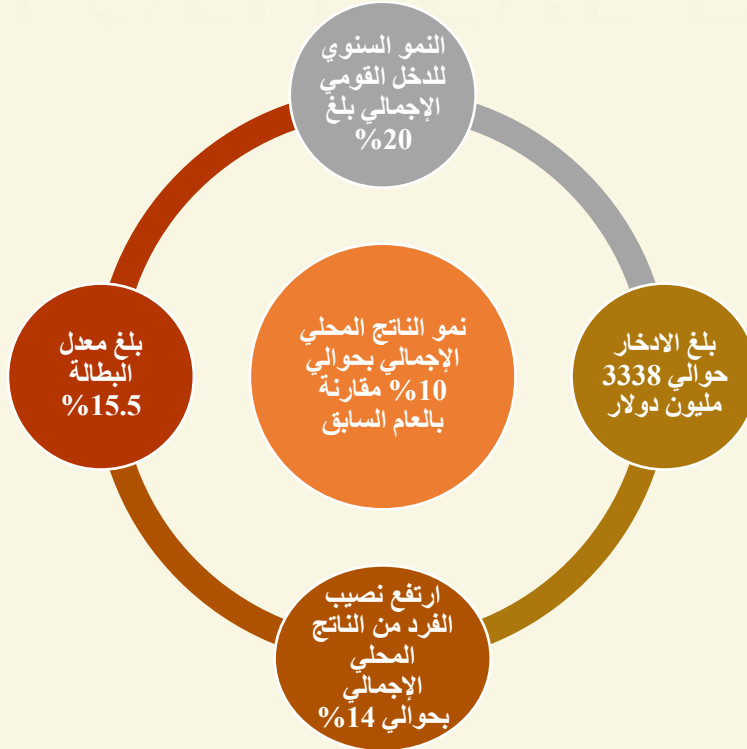 النمو السنوي
للدخل القومي
الإجمالي بلغ
%20
بلغ الادخار
حوالي 3338
مليون دولار
نمو الناتج المحلي
الإجمالي بحوالي
10% مقارنة
بالعام السابق
بلغ معدل
البطالة
%15.5
ارتفع نصيب
الفرد من الناتج
المحلي
الإجمالي
بحوالي 14%